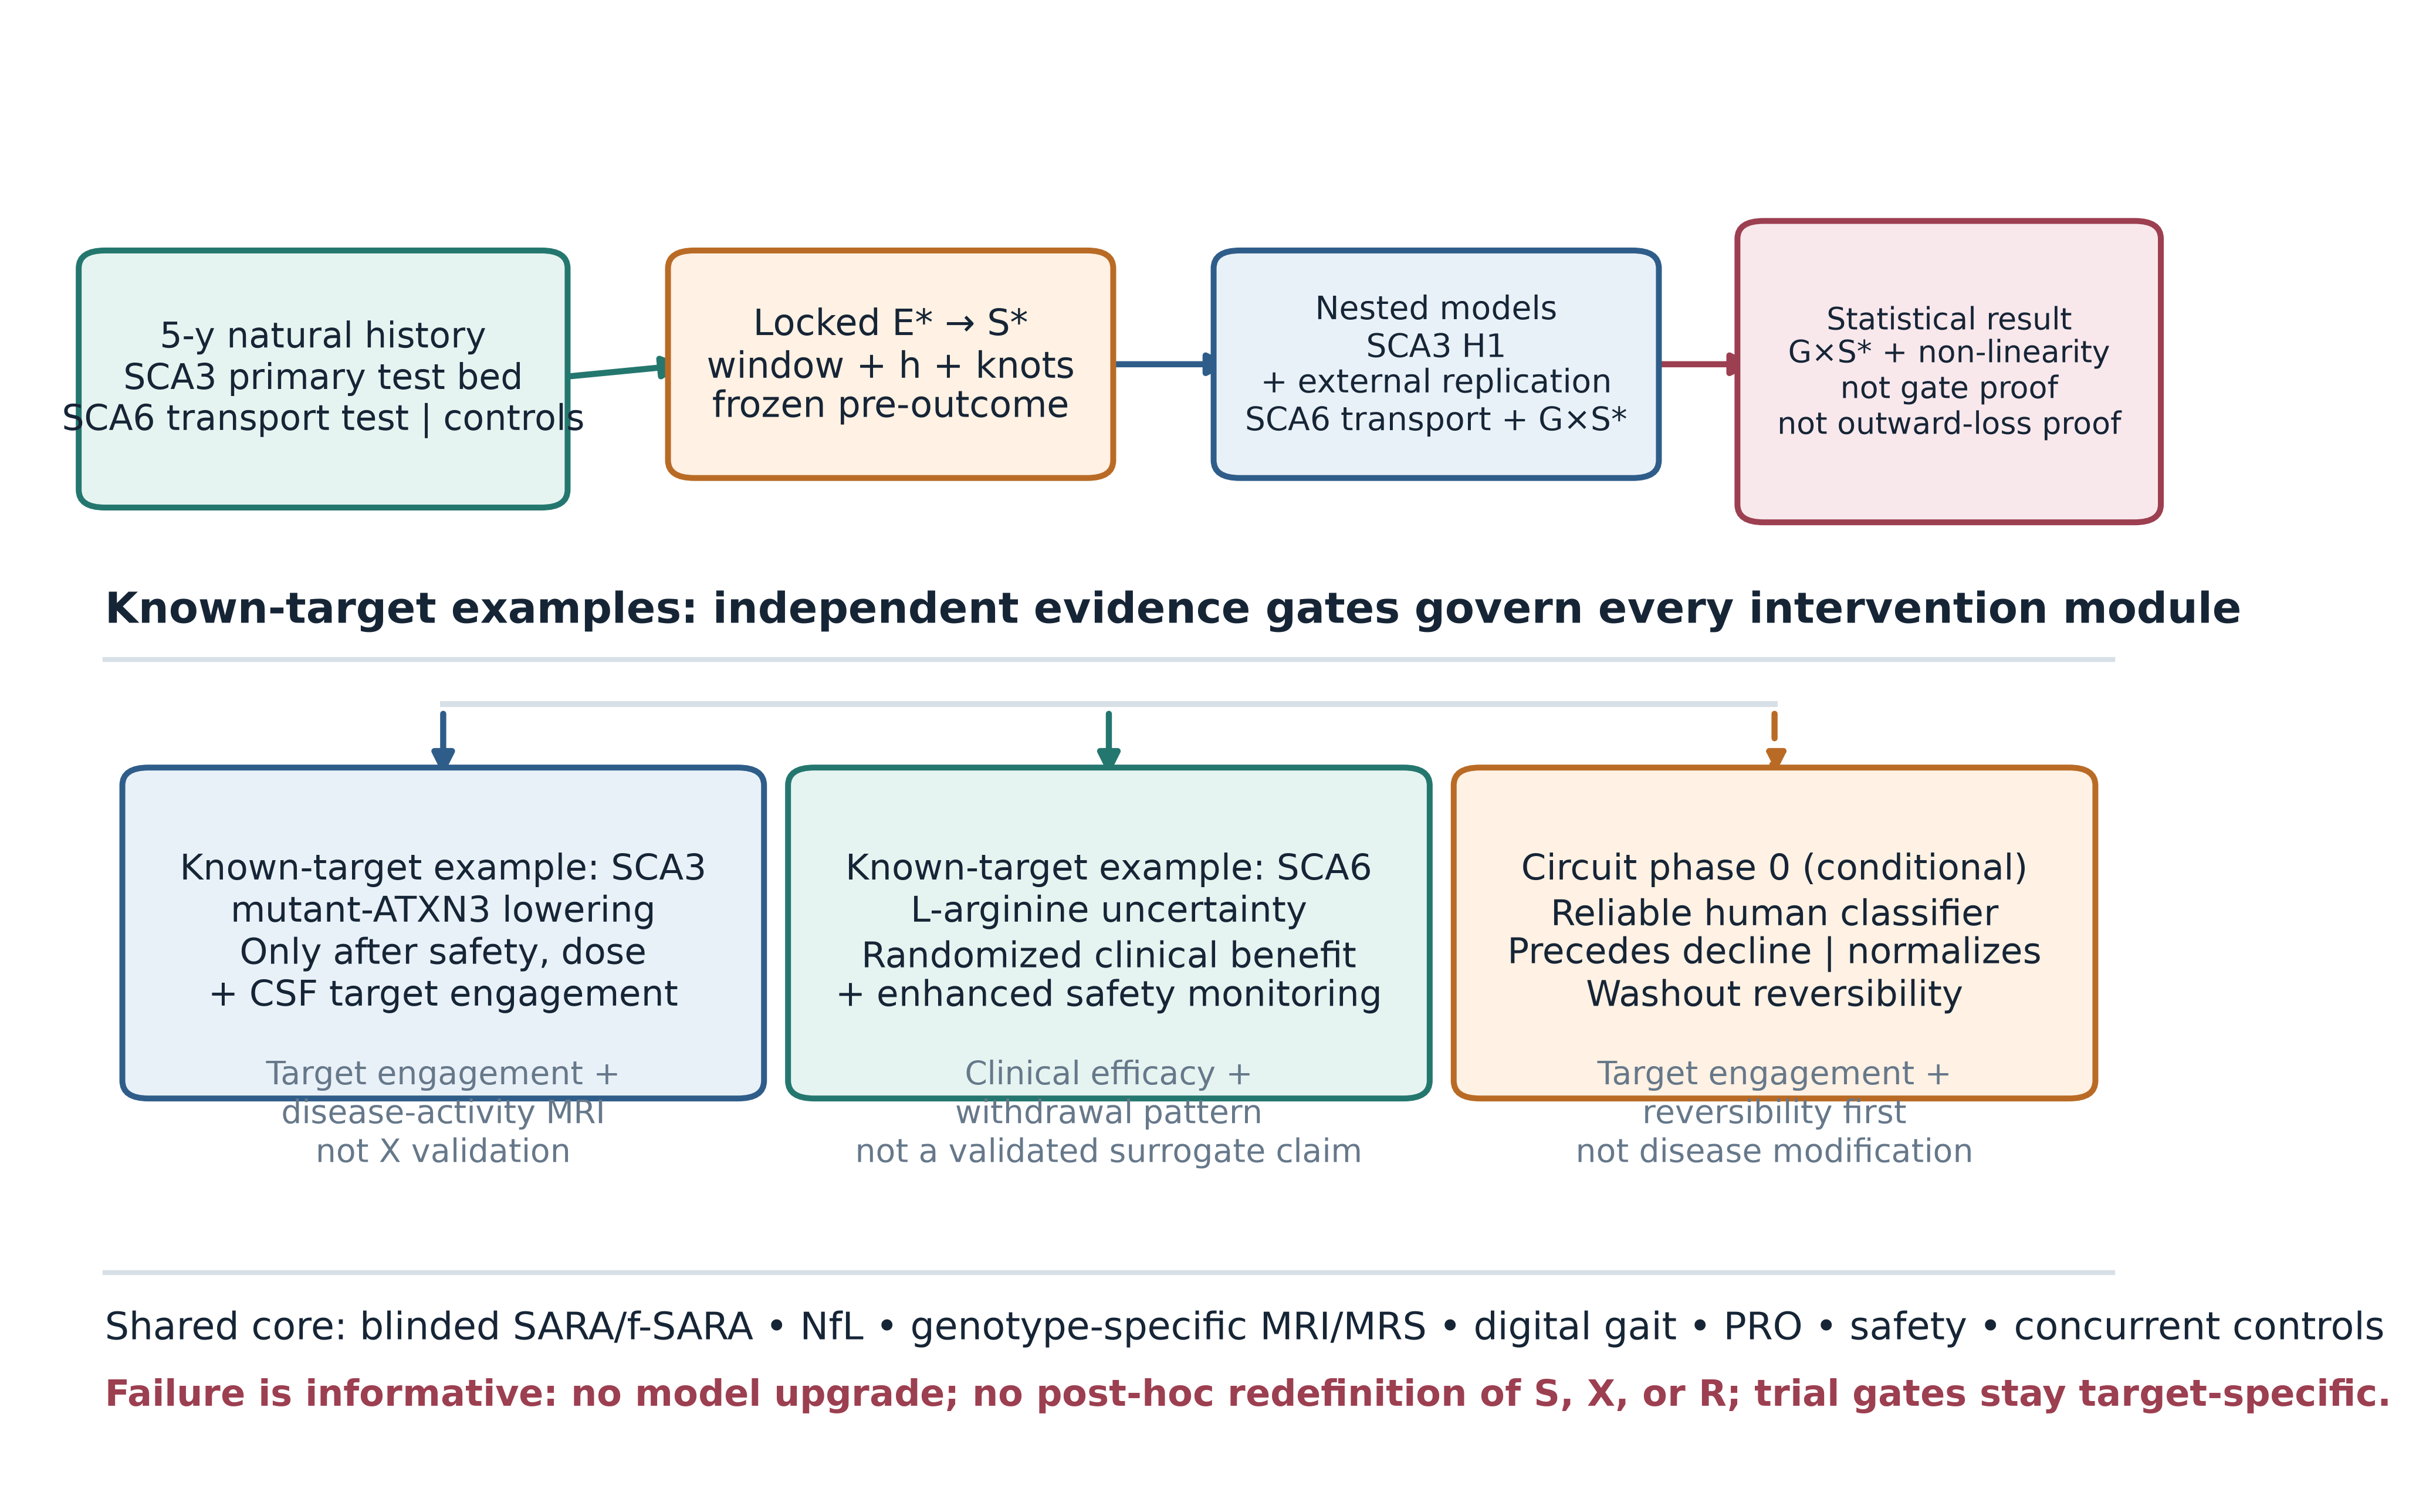 5-y natural history
SCA3 primary test bed
SCA6 transport test | controls
Locked E* → S*
window + h + knots
frozen pre-outcome
Nested models
SCA3 H1
+ external replication
SCA6 transport + G×S*
Statistical result
G×S* + non-linearity
not gate proof
not outward-loss proof
Known-target examples: independent evidence gates govern every intervention module
Known-target example: SCA3
mutant-ATXN3 lowering
Only after safety, dose
+ CSF target engagement
Target engagement +
disease-activity MRI
not X validation
Known-target example: SCA6
L-arginine uncertainty
Randomized clinical benefit
+ enhanced safety monitoring
Clinical efficacy +
withdrawal pattern
not a validated surrogate claim
Circuit phase 0 (conditional)
Reliable human classifier
Precedes decline | normalizes
Washout reversibility
Target engagement +
reversibility first
not disease modification
Shared core: blinded SARA/f-SARA • NfL • genotype-specific MRI/MRS • digital gait • PRO • safety • concurrent controls
Failure is informative: no model upgrade; no post-hoc redefinition of S, X, or R; trial gates stay target-specific.